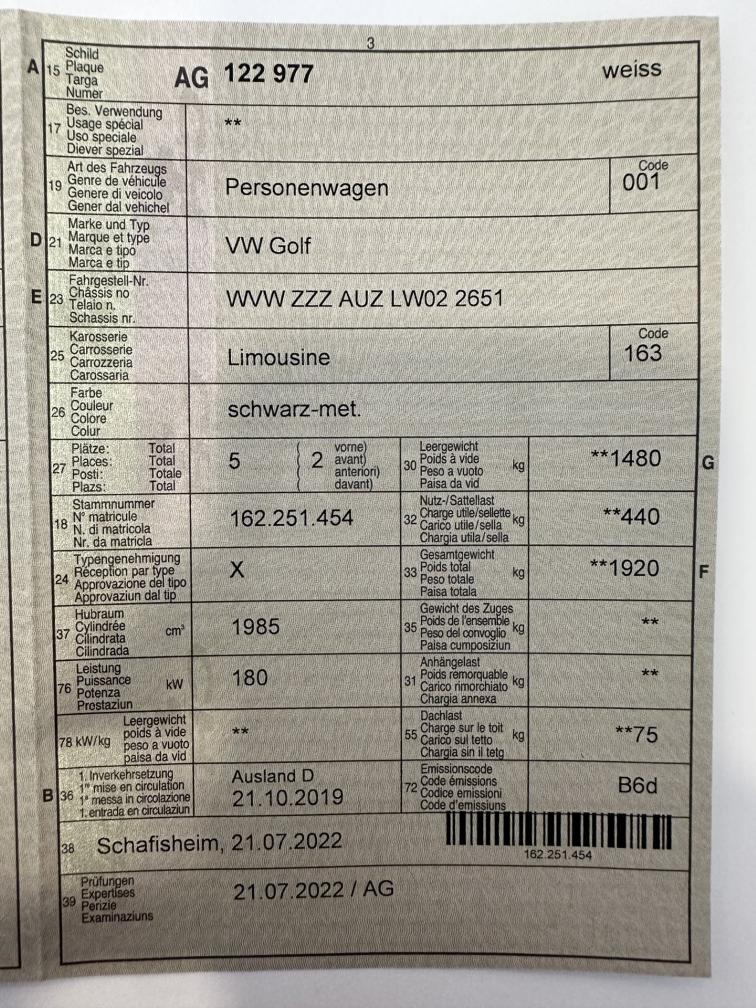 3
A 15 Schild
Plaque
Targa
Numer
AG 122 977 weiss
17 Bes. Verwendung
Usage spécial
Uso speciale
Diever spezial
**
19 Art des Fahrzeugs
Genre de véhicule
Genere di veicolo
Gener dal vehichel
Personenwagen
Code
001
D 21 Marke und Typ
Marque et type
Marca e tipo
Marca e tip
VW Golf
E 23 Fahrgestell-Nr.
Châssis no
Telaio n.
Schassis nr.
WVW ZZZ AUZ LW02 2651
25 Karosserie
Carrosserie
Carrozzeria
Carossaria
Limousine
Code
163
26 Farbe
Couleur
Colore
Colur
schwarz-met.
27 Plätze: Total
Places: Total
Posti: Totale
Plazs: Total
5 ( 2 vorne)
( avant)
( anteriori)
( davant)
30 Leergewicht
Poids à vide
Peso a vuoto
Paisa da vid
kg
**1480
G
18 Stammnummer
N° matricule
N. di matricola
Nr. da matricla
162.251.454
32 Nutz-/Sattellast
Charge utile/sellette
Carico utile/sella
Chargia utila/sella
kg
**440
24 Typengenehmigung
Réception par type
Approvazione del tipo
Approvaziun dal tip
X
33 Gesamtgewicht
Poids total
Peso totale
Paisa totala
kg
**1920
F
37 Hubraum
Cylindrée
Cilindrata
Cilindrada
cm³
1985
35 Gewicht des Zuges
Poids de l'ensemble
Peso del convoglio
Paisa cumposiziun
kg
**
76 Leistung
Puissance
Potenza
Prostaziun
kW
180
31 Anhängelast
Poids remorquable
Carico rimorchiato
Chargia annexa
kg
**
78 kW/kg Leergewicht
poids à vide
peso a vuoto
paisa da vid
**
55 Dachlast
Charge sur le toit
Carico sul tetto
Chargia sin il tetg
kg
**75
B 36 1. Inverkehrsetzung
1re mise en circulation
1a messa in circolazione
1. entrada en circulaziun
Ausland D
21.10.2019
72 Emissionscode
Code émissions
Codice emissioni
Code d'emissiuns
B6d
38 Schafisheim, 21.07.2022
162.251.454
39 Prüfungen
Expertises
Perizie
Examinaziuns
21.07.2022 / AG